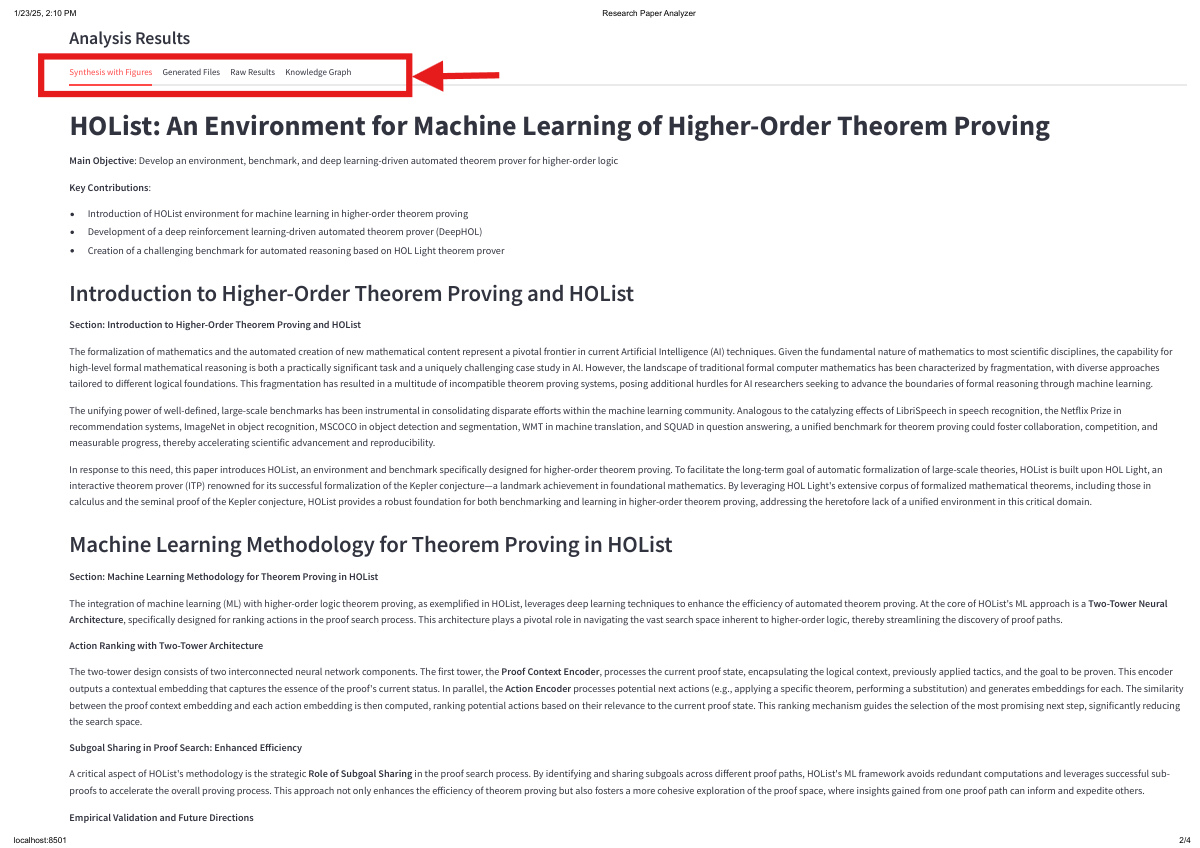 1/23/25, 2:10 PM
Research Paper Analyzer
Analysis Results
Synthesis with Figures Generated Files Raw Results Knowledge Graph
HOList: An Environment for Machine Learning of Higher-Order Theorem Proving
Main Objective: Develop an environment, benchmark, and deep learning-driven automated theorem prover for higher-order logic
Key Contributions:
• Introduction of HOList environment for machine learning in higher-order theorem proving
• Development of a deep reinforcement learning-driven automated theorem prover (DeepHOL)
• Creation of a challenging benchmark for automated reasoning based on HOL Light theorem prover
Introduction to Higher-Order Theorem Proving and HOList
Section: Introduction to Higher-Order Theorem Proving and HOList
The formalization of mathematics and the automated creation of new mathematical content represent a pivotal frontier in current Artificial Intelligence (AI) techniques. Given the fundamental nature of mathematics to most scientific disciplines, the capability for
high-level formal mathematical reasoning is both a practically significant task and a uniquely challenging case study in AI. However, the landscape of traditional formal computer mathematics has been characterized by fragmentation, with diverse approaches
tailored to different logical foundations. This fragmentation has resulted in a multitude of incompatible theorem proving systems, posing additional hurdles for AI researchers seeking to advance the boundaries of formal reasoning through machine learning.
The unifying power of well-defined, large-scale benchmarks has been instrumental in consolidating disparate efforts within the machine learning community. Analogous to the catalyzing effects of LibriSpeech in speech recognition, the Netflix Prize in
recommendation systems, ImageNet in object recognition, MSCOCO in object detection and segmentation, WMT in machine translation, and SQUAD in question answering, a unified benchmark for theorem proving could foster collaboration, competition, and
measurable progress, thereby accelerating scientific advancement and reproducibility.
In response to this need, this paper introduces HOList, an environment and benchmark specifically designed for higher-order theorem proving. To facilitate the long-term goal of automatic formalization of large-scale theories, HOList is built upon HOL Light, an
interactive theorem prover (ITP) renowned for its successful formalization of the Kepler conjecture—a landmark achievement in foundational mathematics. By leveraging HOL Light's extensive corpus of formalized mathematical theorems, including those in
calculus and the seminal proof of the Kepler conjecture, HOList provides a robust foundation for both benchmarking and learning in higher-order theorem proving, addressing the heretofore lack of a unified environment in this critical domain.
Machine Learning Methodology for Theorem Proving in HOList
Section: Machine Learning Methodology for Theorem Proving in HOList
The integration of machine learning (ML) with higher-order logic theorem proving, as exemplified in HOList, leverages deep learning techniques to enhance the efficiency of automated theorem proving. At the core of HOList's ML approach is a Two-Tower Neural
Architecture, specifically designed for ranking actions in the proof search process. This architecture plays a pivotal role in navigating the vast search space inherent to higher-order logic, thereby streamlining the discovery of proof paths.
Action Ranking with Two-Tower Architecture
The two-tower design consists of two interconnected neural network components. The first tower, the Proof Context Encoder, processes the current proof state, encapsulating the logical context, previously applied tactics, and the goal to be proven. This encoder
outputs a contextual embedding that captures the essence of the proof's current status. In parallel, the Action Encoder processes potential next actions (e.g., applying a specific theorem, performing a substitution) and generates embeddings for each. The similarity
between the proof context embedding and each action embedding is then computed, ranking potential actions based on their relevance to the current proof state. This ranking mechanism guides the selection of the most promising next step, significantly reducing
the search space.
Subgoal Sharing in Proof Search: Enhanced Efficiency
A critical aspect of HOList's methodology is the strategic Role of Subgoal Sharing in the proof search process. By identifying and sharing subgoals across different proof paths, HOList's ML framework avoids redundant computations and leverages successful sub-
proofs to accelerate the overall proving process. This approach not only enhances the efficiency of theorem proving but also fosters a more cohesive exploration of the proof space, where insights gained from one proof path can inform and expedite others.
Empirical Validation and Future Directions
localhost:8501
2/4